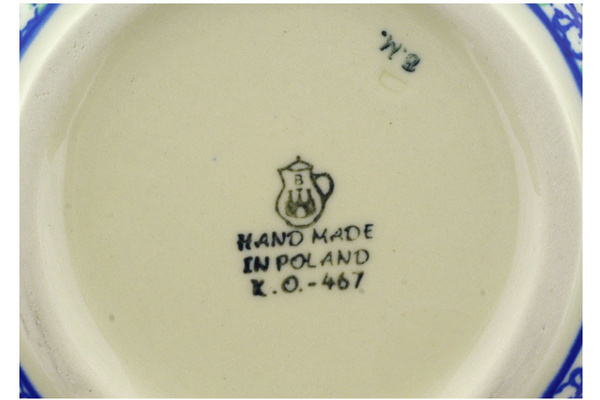 B.M.
B
HAND MADE
IN POLAND
K.O.-467